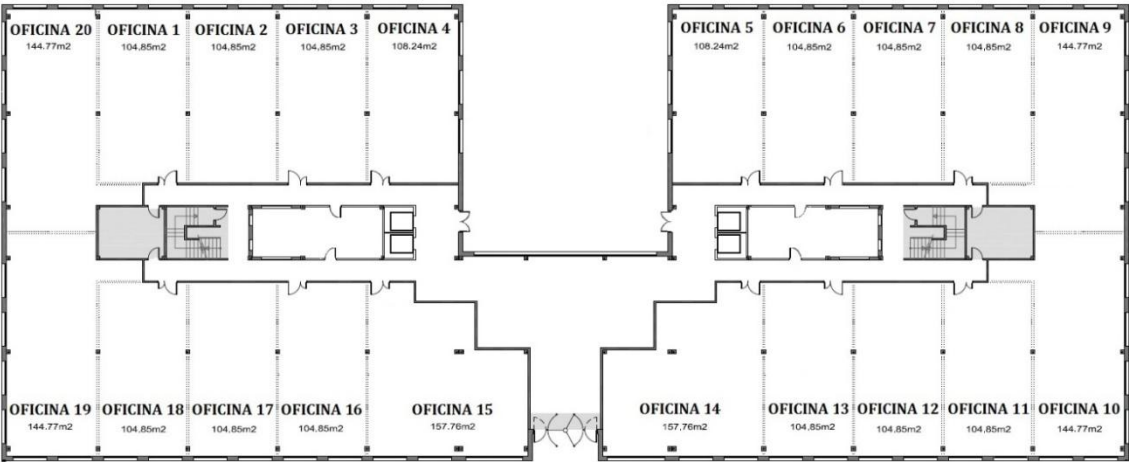 OFICINA 20
144.77m2
OFICINA 1
104,85m2
OFICINA 2
104,85m2
OFICINA 3
104,85m2
OFICINA 4
108.24m2
OFICINA 5
108.24m2
OFICINA 6
104,85m2
OFICINA 7
104,85m2
OFICINA 8
104,85m2
OFICINA 9
144.77m2
OFICINA 19
144.77m2
OFICINA 18
104,85m2
OFICINA 17
104,85m2
OFICINA 16
104,85m2
OFICINA 15
157.76m2
OFICINA 14
157,76m2
OFICINA 13
104,85m2
OFICINA 12
104,85m2
OFICINA 11
104,85m2
OFICINA 10
144.77m2